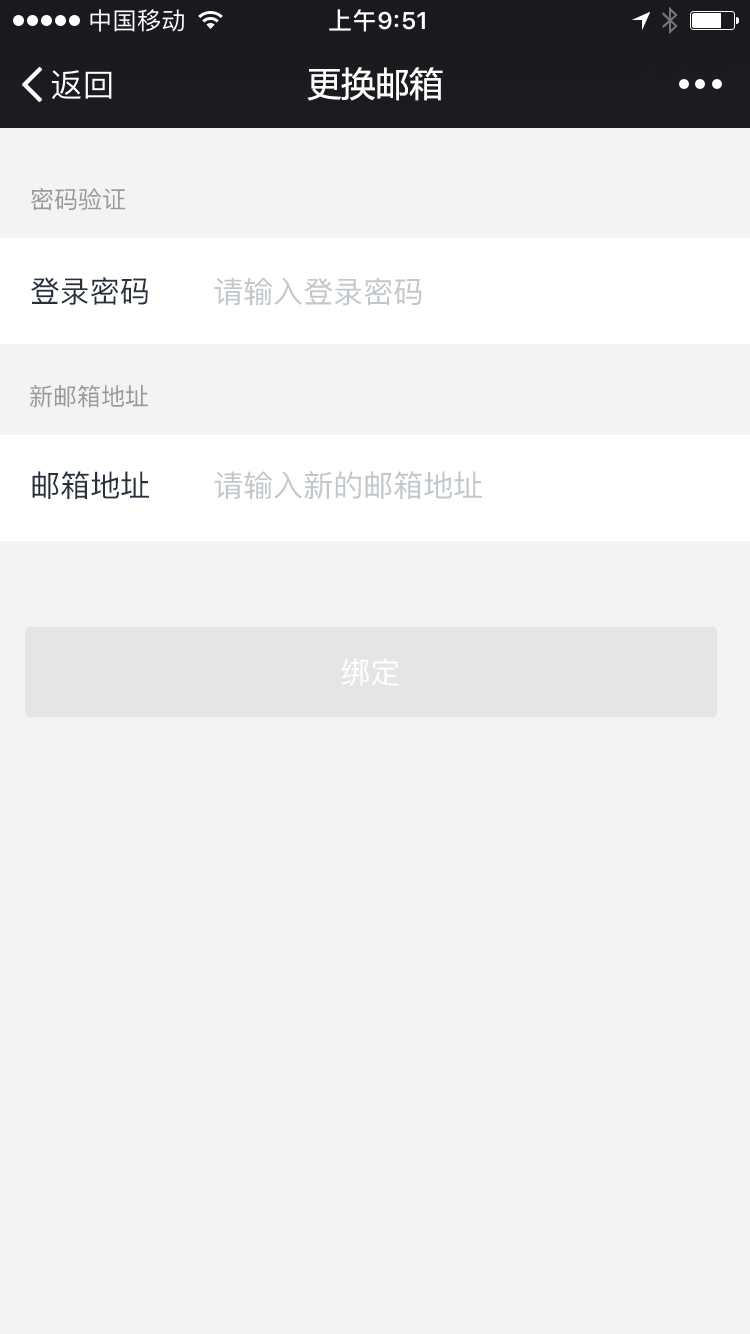 中国移动 上午9:51
返回 更换邮箱
密码验证
登录密码 请输入登录密码
新邮箱地址
邮箱地址 请输入新的邮箱地址
绑定